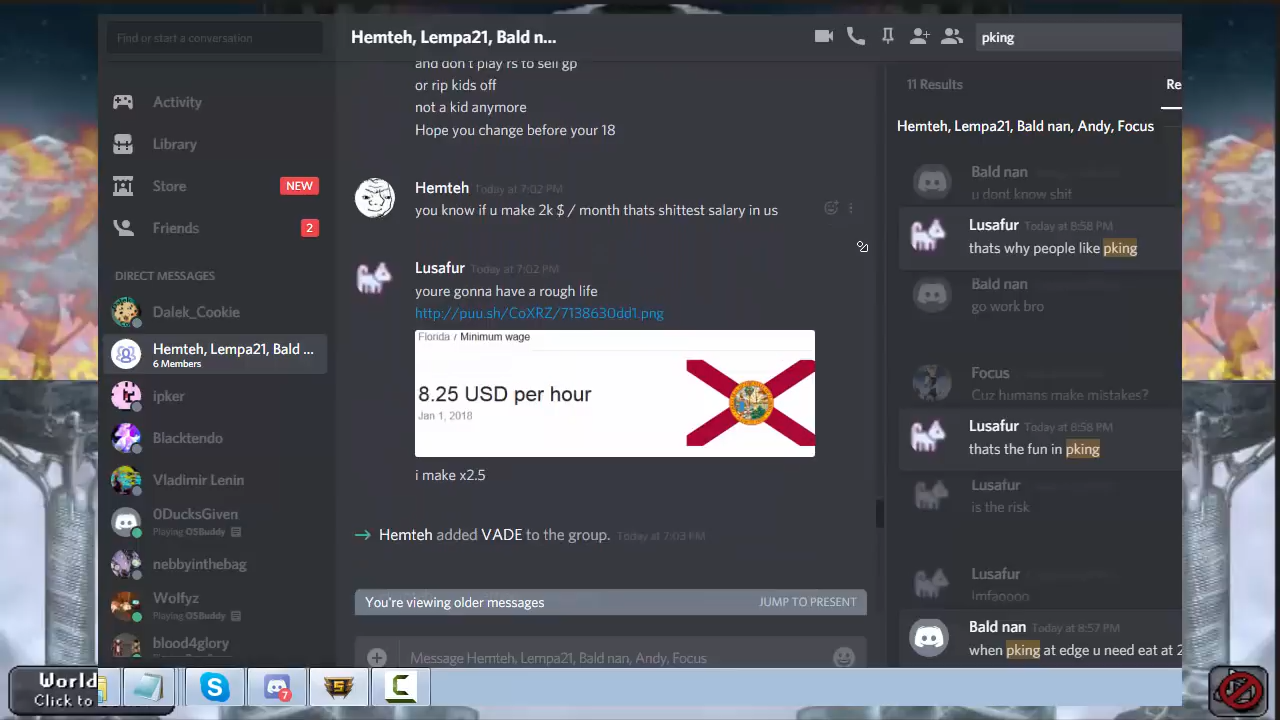 Find or start a conversation
Activity
Library
Store
NEW
Friends
2
DIRECT MESSAGES
Dalek_Cookie
Hemteh, Lempa21, Bald ...
6 Members
ipker
Blacktendo
Vladimir Lenin
0DucksGiven
Playing OSBuddy
nebbyinthebag
Wolfyz
Playing OSBuddy
blood4glory
Hemteh, Lempa21, Bald n...
and don't play rs to sell gp
or rip kids off
not a kid anymore
Hope you change before your 18
Hemteh Today at 7:02 PM
you know if u make 2k $ / month thats shittest salary in us
Lusafur Today at 7:02 PM
youre gonna have a rough life
http://puu.sh/CoXRZ/7138630dd1.png
Florida / Minimum wage
8.25 USD per hour
Jan 1, 2018
i make x2.5
Hemteh added VADE to the group. Today at 7:03 PM
You're viewing older messages
JUMP TO PRESENT
Message Hemteh, Lempa21, Bald nan, Andy, Focus
pking
11 Results
Re
Hemteh, Lempa21, Bald nan, Andy, Focus
Bald nan
u dont know shit
Lusafur Today at 8:58 PM
thats why people like pking
Bald nan
go work bro
Focus
Cuz humans make mistakes?
Lusafur Today at 8:58 PM
thats the fun in pking
Lusafur
is the risk
Lusafur
lmfaoooo
Bald nan Today at 8:57 PM
when pking at edge u need eat at 2
World
Click to
7